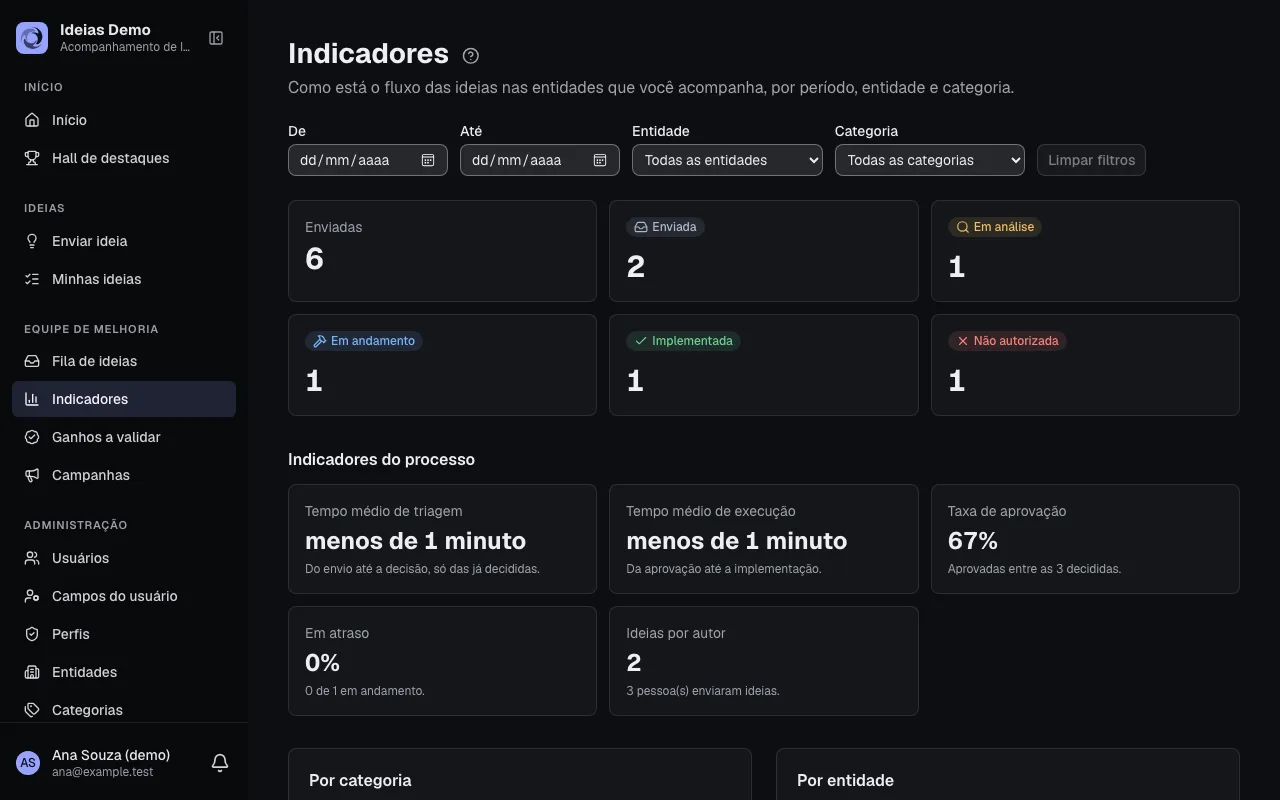 Ideias Demo
Acompanhamento de I...
INÍCIO
Início
Hall de destaques
IDEIAS
Enviar ideia
Minhas ideias
EQUIPE DE MELHORIA
Fila de ideias
Indicadores
Ganhos a validar
Campanhas
ADMINISTRAÇÃO
Usuários
Campos do usuário
Perfis
Entidades
Categorias
AS
Ana Souza (demo)
ana@example.test
Indicadores
Como está o fluxo das ideias nas entidades que você acompanha, por período, entidade e categoria.
De
Até
Entidade
Categoria
dd/mm/aaaa
dd/mm/aaaa
Todas as entidades
Todas as categorias
Limpar filtros
Enviadas
6
Enviada
2
Em análise
1
Em andamento
1
Implementada
1
Não autorizada
1
Indicadores do processo
Tempo médio de triagem
menos de 1 minuto
Do envio até a decisão, só das já decididas.
Tempo médio de execução
menos de 1 minuto
Da aprovação até a implementação.
Taxa de aprovação
67%
Aprovadas entre as 3 decididas.
Em atraso
0%
0 de 1 em andamento.
Ideias por autor
2
3 pessoa(s) enviaram ideias.
Por categoria
Por entidade